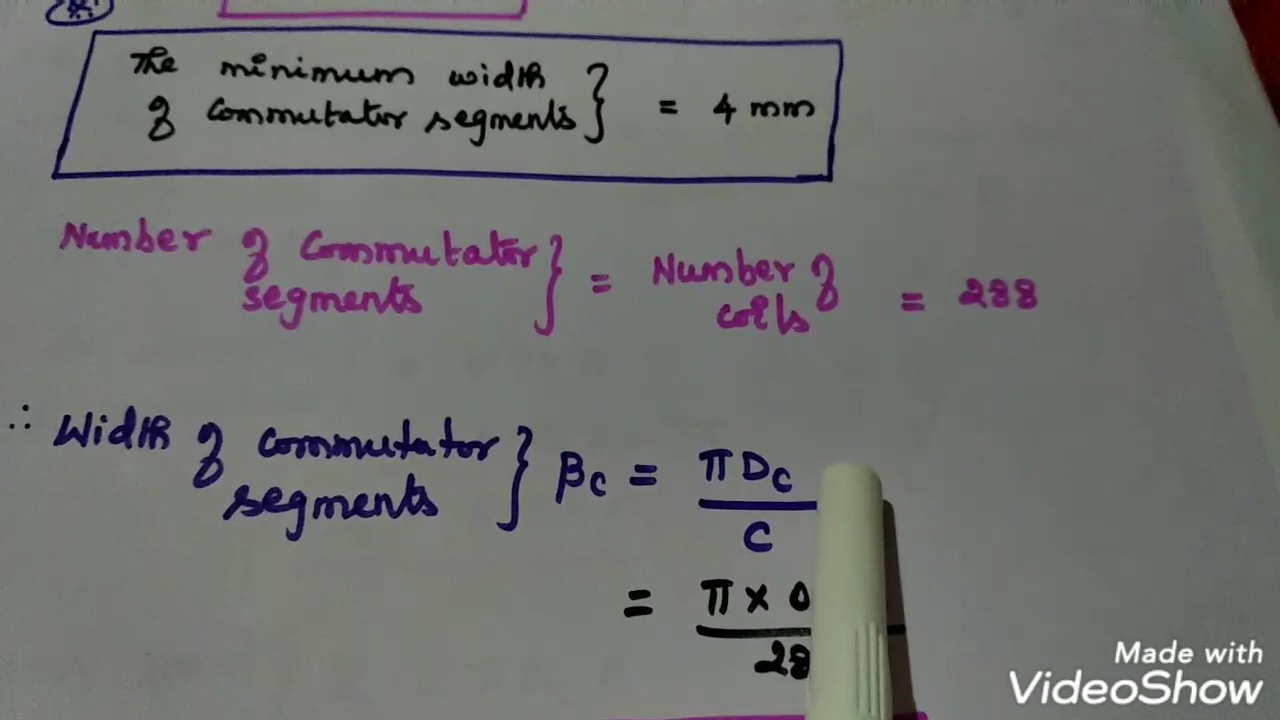 The minimum width
of commutator segments } = 4 mm
Number of commutator
segments } = Number of
coils = 288
∴ Width of commutator
segments } βc = πDc
C
= π × 0
28
Made with
VideoShow